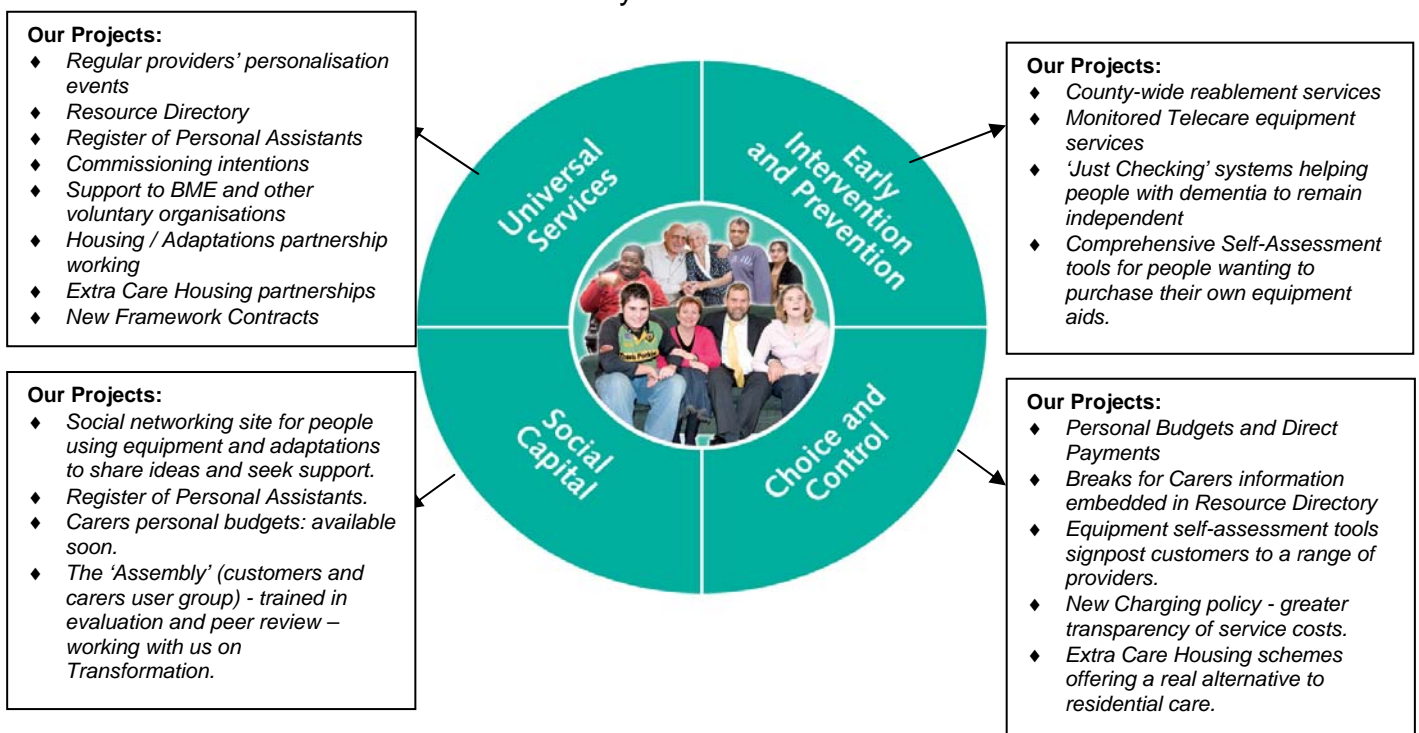 y
Our Projects:
♦ Regular providers' personalisation
events
♦ Resource Directory
♦ Register of Personal Assistants
♦ Commissioning intentions
♦ Support to BME and other
voluntary organisations
♦ Housing / Adaptations partnership
working
♦ Extra Care Housing partnerships
♦ New Framework Contracts
Universal
Services
Early
Intervention
and Prevention
Our Projects:
♦ County-wide reablement services
♦ Monitored Telecare equipment
services
♦ 'Just Checking' systems helping
people with dementia to remain
independent
♦ Comprehensive Self-Assessment
tools for people wanting to
purchase their own equipment
aids.
Our Projects:
♦ Social networking site for people
using equipment and adaptations
to share ideas and seek support.
♦ Register of Personal Assistants.
♦ Carers personal budgets: available
soon.
♦ The 'Assembly' (customers and
carers user group) - trained in
evaluation and peer review –
working with us on
Transformation.
Social
Capital
Choice and
Control
Our Projects:
♦ Personal Budgets and Direct
Payments
♦ Breaks for Carers information
embedded in Resource Directory
♦ Equipment self-assessment tools
signpost customers to a range of
providers.
♦ New Charging policy - greater
transparency of service costs.
♦ Extra Care Housing schemes
offering a real alternative to
residential care.